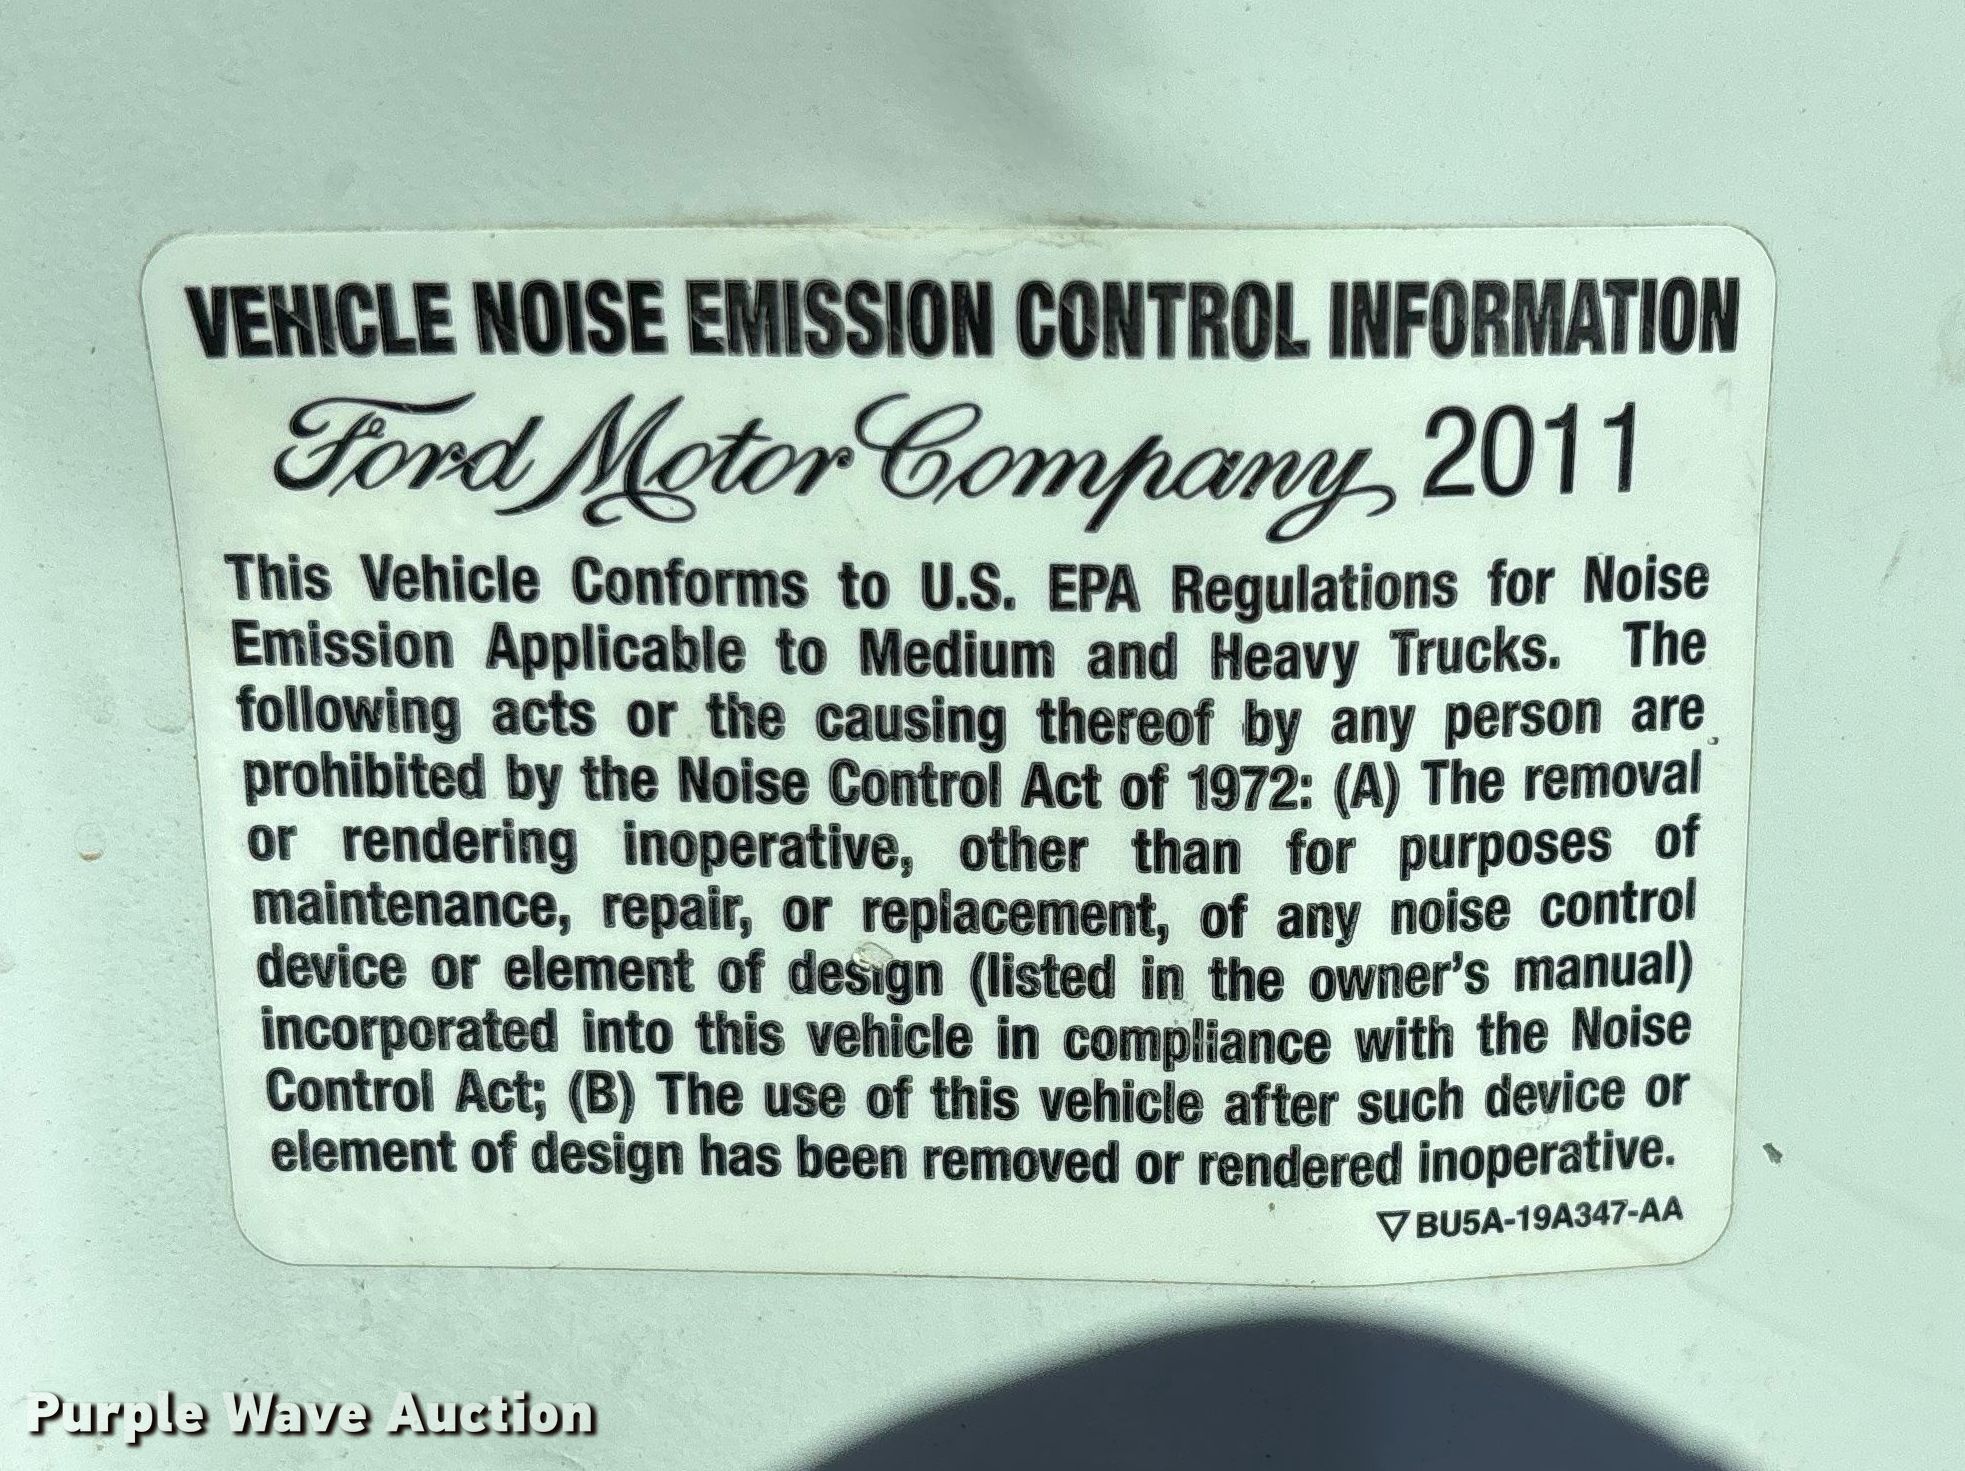 VEHICLE NOISE EMISSION CONTROL INFORMATION
Ford Motor Company 2011
This Vehicle Conforms to U.S. EPA Regulations for Noise
Emission Applicable to Medium and Heavy Trucks. The
following acts or the causing thereof by any person are
prohibited by the Noise Control Act of 1972: (A) The removal
or rendering inoperative, other than for purposes of
maintenance, repair, or replacement, of any noise control
device or element of design (listed in the owner's manual)
incorporated into this vehicle in compliance with the Noise
Control Act; (B) The use of this vehicle after such device or
element of design has been removed or rendered inoperative.
▽ BU5A-19A347-AA
Purple Wave Auction